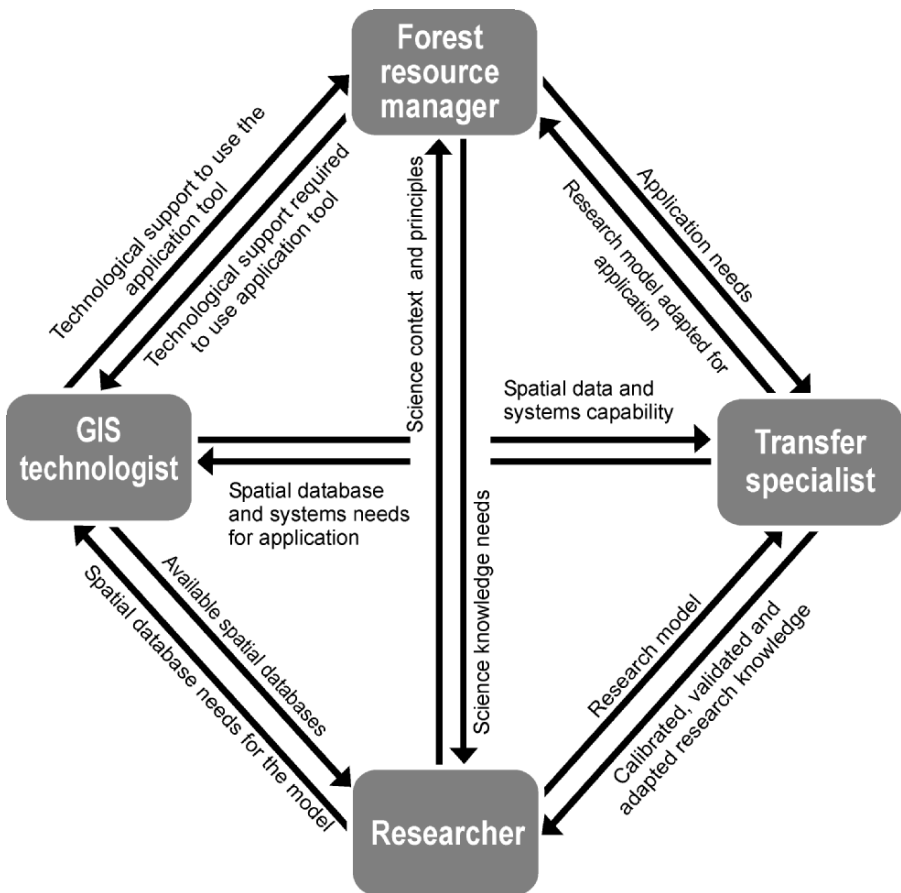 Forest
resource
manager
Technological support to use the
application tool
Technological support required
to use application tool
Science context and principles
Research model adapted for
application
Application needs
GIS
technologist
Spatial data and
systems capability
Transfer
specialist
Spatial database
and systems needs
for application
Science knowledge needs
Available spatial databases
Spatial database needs for the model
Research model
Calibrated, validated and
adapted research knowledge
Researcher